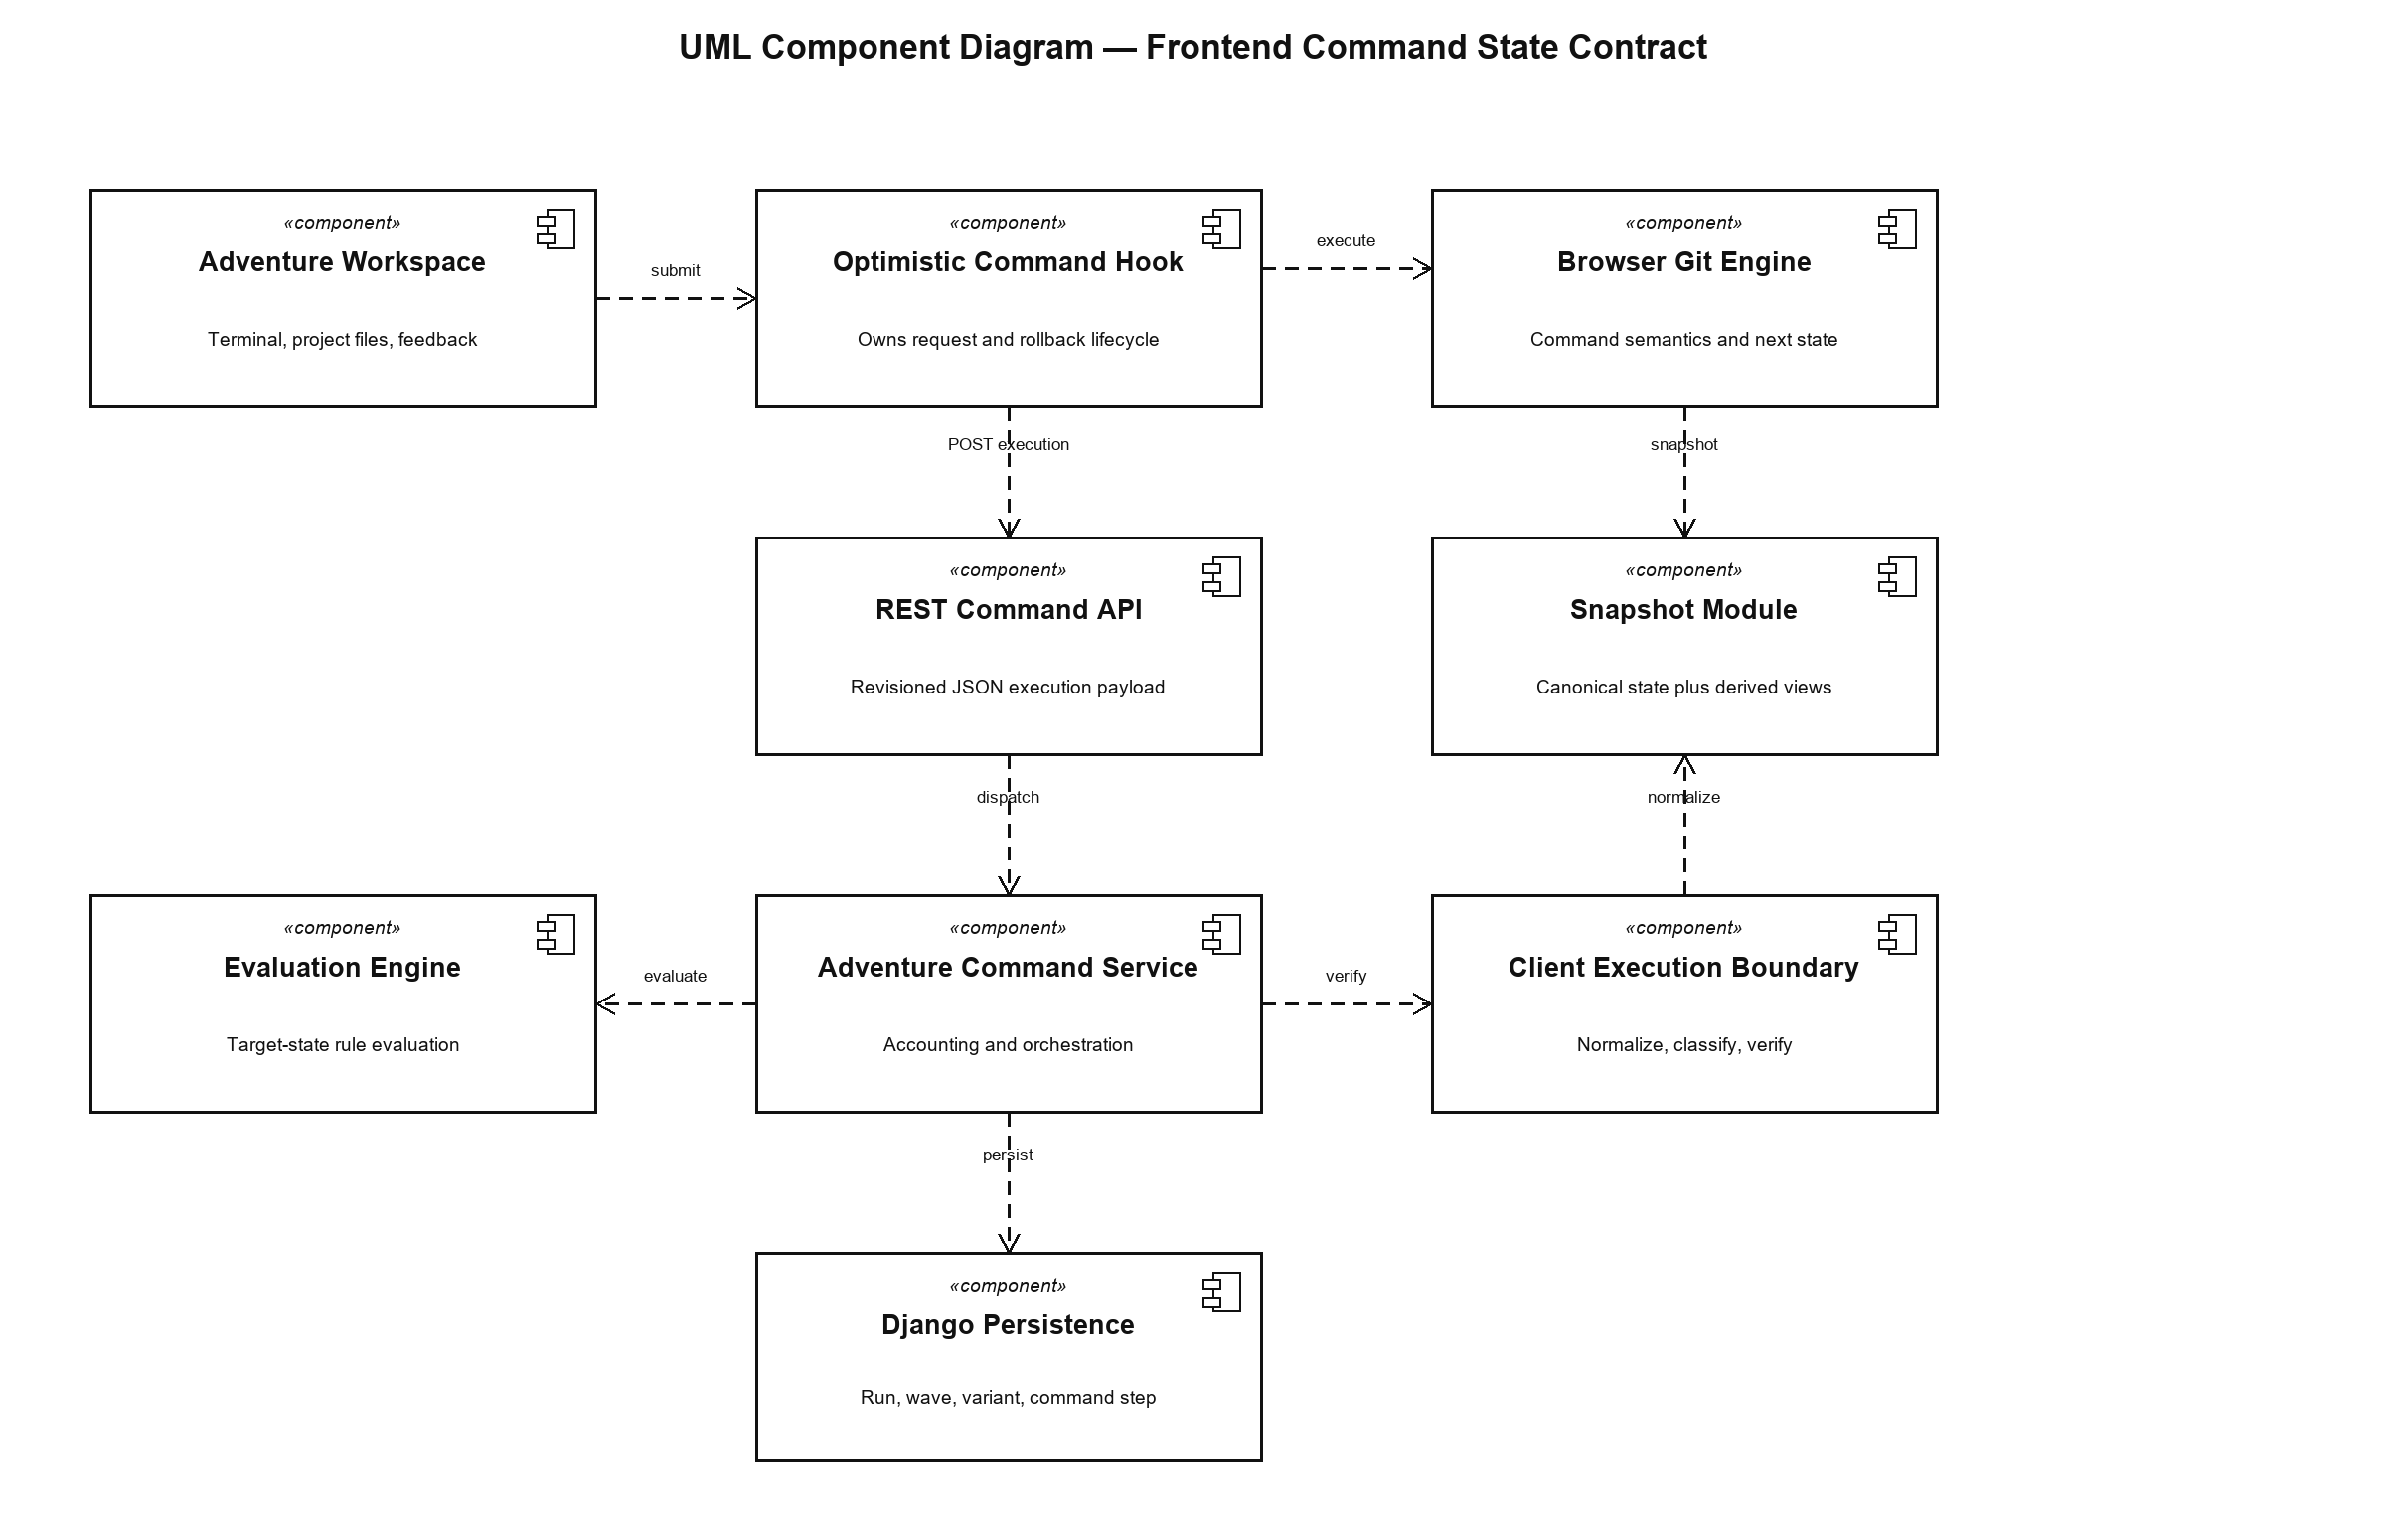 UML Component Diagram — Frontend Command State Contract
«component»
Adventure Workspace
Terminal, project files, feedback
submit
«component»
Optimistic Command Hook
Owns request and rollback lifecycle
execute
«component»
Browser Git Engine
Command semantics and next state
POST execution
snapshot
«component»
REST Command API
Revisioned JSON execution payload
«component»
Snapshot Module
Canonical state plus derived views
dispatch
normalize
«component»
Evaluation Engine
Target-state rule evaluation
evaluate
«component»
Adventure Command Service
Accounting and orchestration
verify
«component»
Client Execution Boundary
Normalize, classify, verify
persist
«component»
Django Persistence
Run, wave, variant, command step